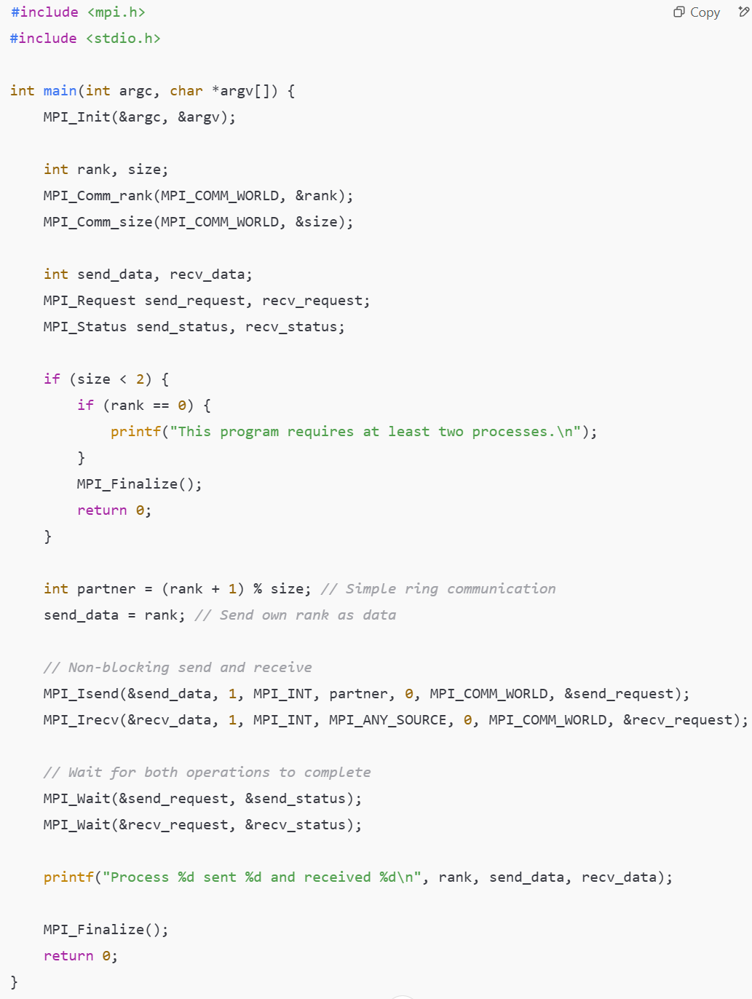 #include <mpi.h>
Copy
#include <stdio.h>
int main(int argc, char *argv[]) {
    MPI_Init(&argc, &argv);
    int rank, size;
    MPI_Comm_rank(MPI_COMM_WORLD, &rank);
    MPI_Comm_size(MPI_COMM_WORLD, &size);
    int send_data, recv_data;
    MPI_Request send_request, recv_request;
    MPI_Status send_status, recv_status;
    if (size < 2) {
        if (rank == 0) {
            printf("This program requires at least two processes.\n");
        }
        MPI_Finalize();
        return 0;
    }
    int partner = (rank + 1) % size; // Simple ring communication
    send_data = rank; // Send own rank as data
    // Non-blocking send and receive
    MPI_Isend(&send_data, 1, MPI_INT, partner, 0, MPI_COMM_WORLD, &send_request);
    MPI_Irecv(&recv_data, 1, MPI_INT, MPI_ANY_SOURCE, 0, MPI_COMM_WORLD, &recv_request);
    // Wait for both operations to complete
    MPI_Wait(&send_request, &send_status);
    MPI_Wait(&recv_request, &recv_status);
    printf("Process %d sent %d and received %d\n", rank, send_data, recv_data);
    MPI_Finalize();
    return 0;
}